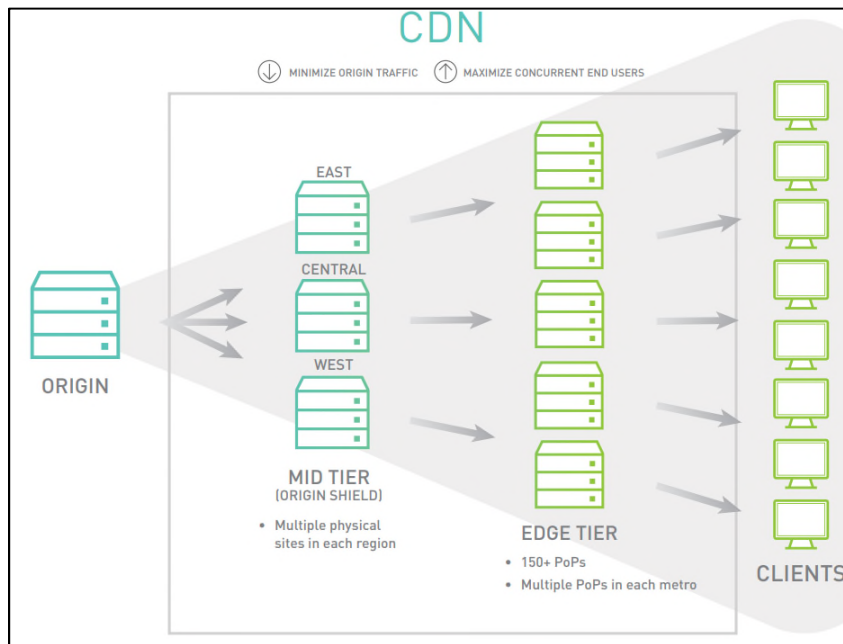 CDN
MINIMIZE ORIGIN TRAFFIC
MAXIMIZE CONCURRENT END USERS
EAST
CENTRAL
WEST
ORIGIN
MID TIER
(ORIGIN SHIELD)
• Multiple physical
sites in each region
EDGE TIER
• 150+ PoPs
• Multiple PoPs in each metro
CLIENTS